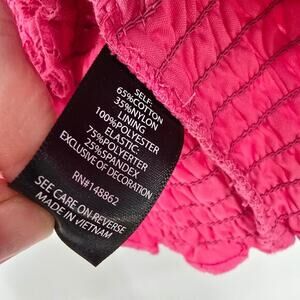 SELF:
65%COTTON
35%NYLON
LINING
100%POLYESTER
ELASTIC:
75%POLYERTER
25%SPANDEX
EXCLUSIVE OF DECORATION
RN#148862
SEE CARE ON REVERSE
MADE IN VIETNAM